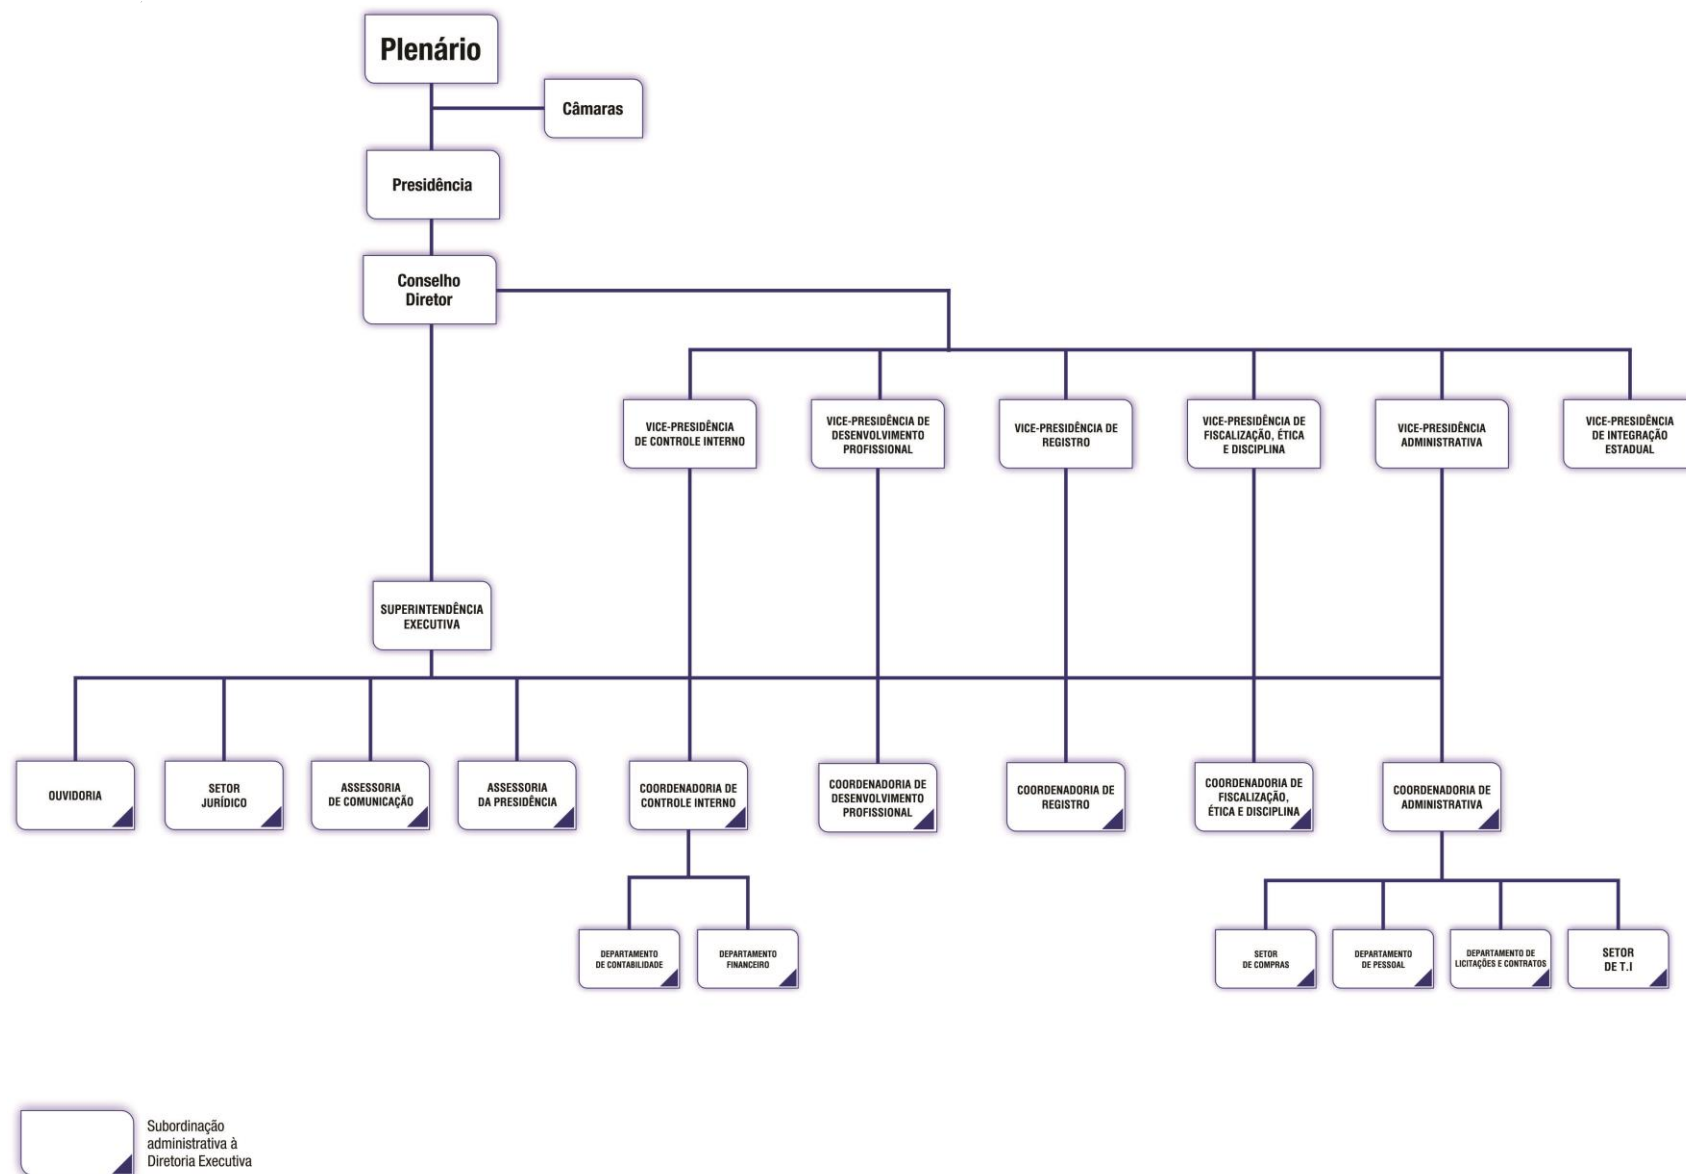 Plenário
Câmaras
Presidência
Conselho
Diretor
VICE-PRESIDÊNCIA
DE CONTROLE INTERNO
VICE-PRESIDÊNCIA DE
DESENVOLVIMENTO
PROFISSIONAL
VICE-PRESIDÊNCIA DE
REGISTRO
VICE-PRESIDÊNCIA DE
FISCALIZAÇÃO, ÉTICA
E DISCIPLINA
VICE-PRESIDÊNCIA
ADMINISTRATIVA
VICE-PRESIDÊNCIA
DE INTEGRAÇÃO
ESTADUAL
SUPERINTENDÊNCIA
EXECUTIVA
OUVIDORIA
SETOR
JURÍDICO
ASSESSORIA
DE COMUNICAÇÃO
ASSESSORIA
DA PRESIDÊNCIA
COORDENADORIA DE
CONTROLE INTERNO
COORDENADORIA DE
DESENVOLVIMENTO
PROFISSIONAL
COORDENADORIA DE
REGISTRO
COORDENADORIA DE
FISCALIZAÇÃO,
ÉTICA E DISCIPLINA
COORDENADORIA DE
ADMINISTRATIVA
DEPARTAMENTO
DE CONTABILIDADE
DEPARTAMENTO
FINANCEIRO
SETOR
DE COMPRAS
DEPARTAMENTO
DE PESSOAL
DEPARTAMENTO DE
LICITAÇÕES E CONTRATOS
SETOR
DE T.I
Subordinação
administrativa à
Diretoria Executiva